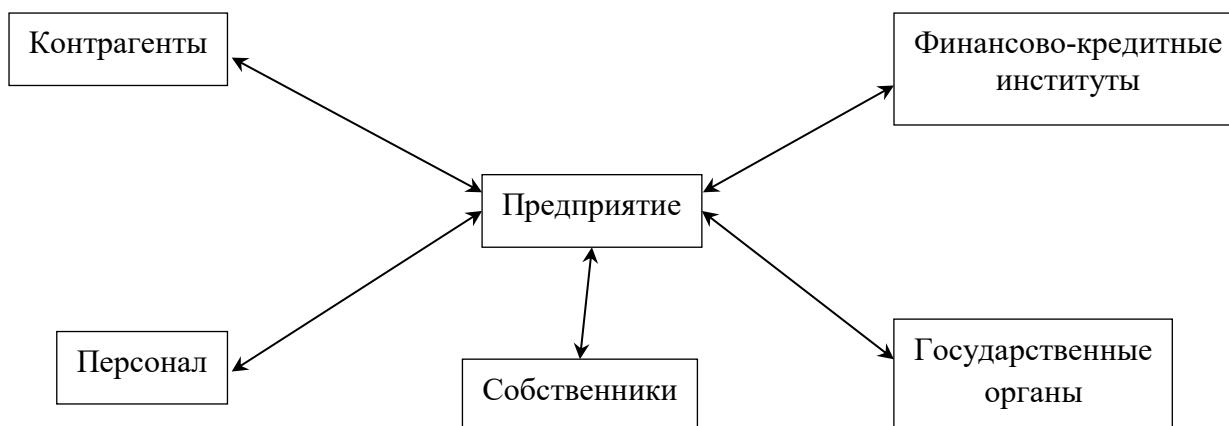 Контрагенты
Финансово-кредитные
институты
Предприятие
Персонал
Собственники
Государственные
органы